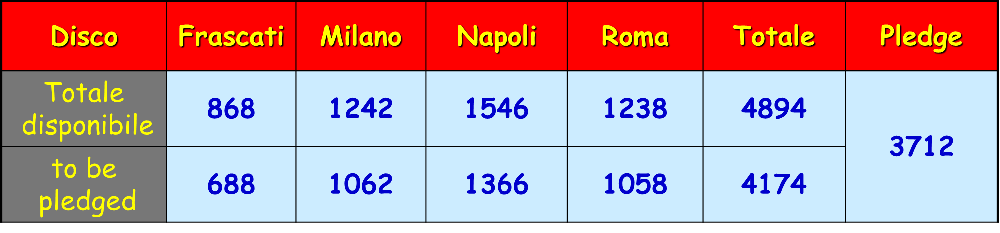 Disco Frascati Milano Napoli Roma Totale Pledge
Totale
disponibile
868 1242 1546 1238 4894
3712
to be
pledged
688 1062 1366 1058 4174